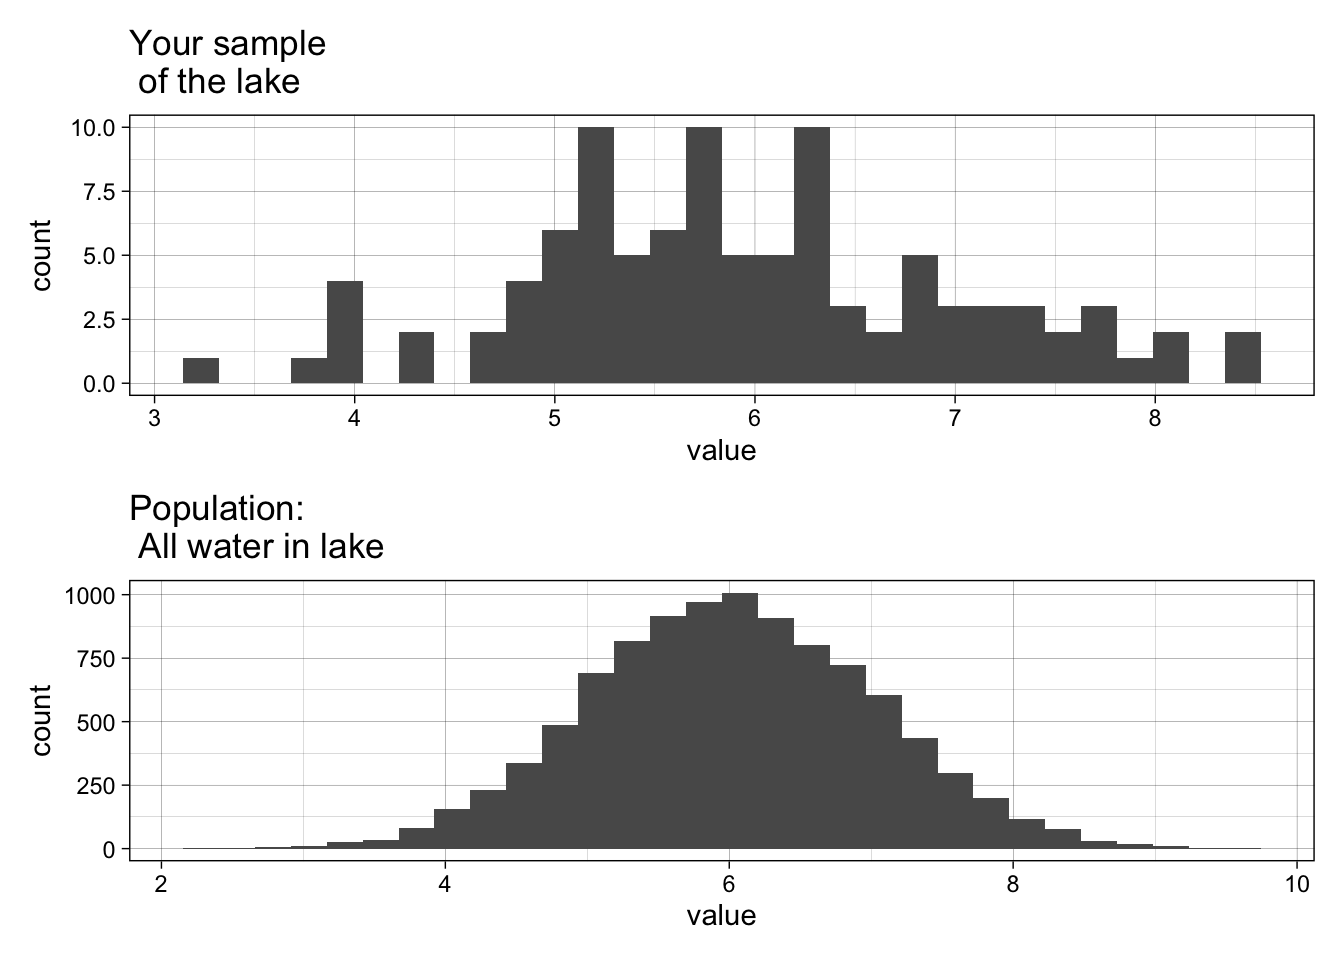 Your sample
of the lake
10.0
7.5
5.0
2.5
0.0
count
3 4 5 6 7 8
value
Population:
All water in lake
1000
750
500
250
0
count
2 4 6 8 10
value